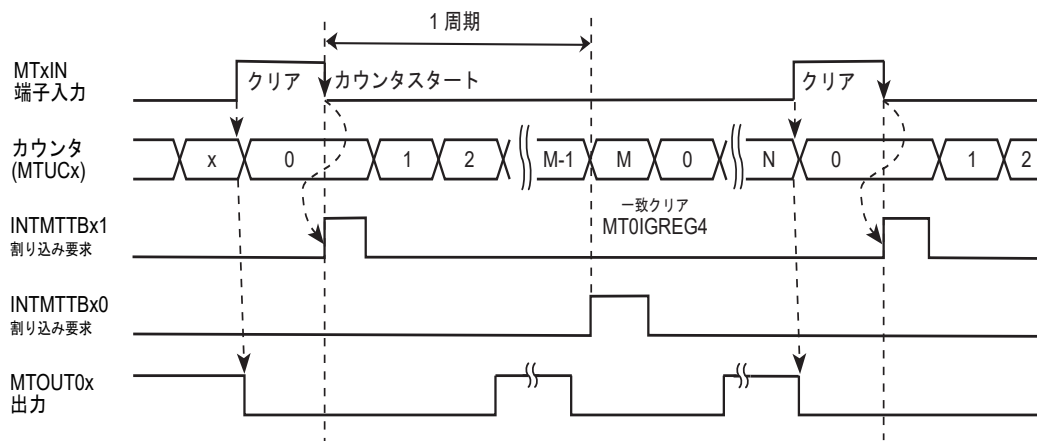 1 周期
MTxIN
端子入力
クリア
カウンタスタート
クリア
カウンタ
(MTUCx)
x 0 1 2 M-1 M 0 N 0 1 2
一致クリア
MT0IGREG4
INTMTTBx1
割り込み要求
INTMTTBx0
割り込み要求
MTOUT0x
出力